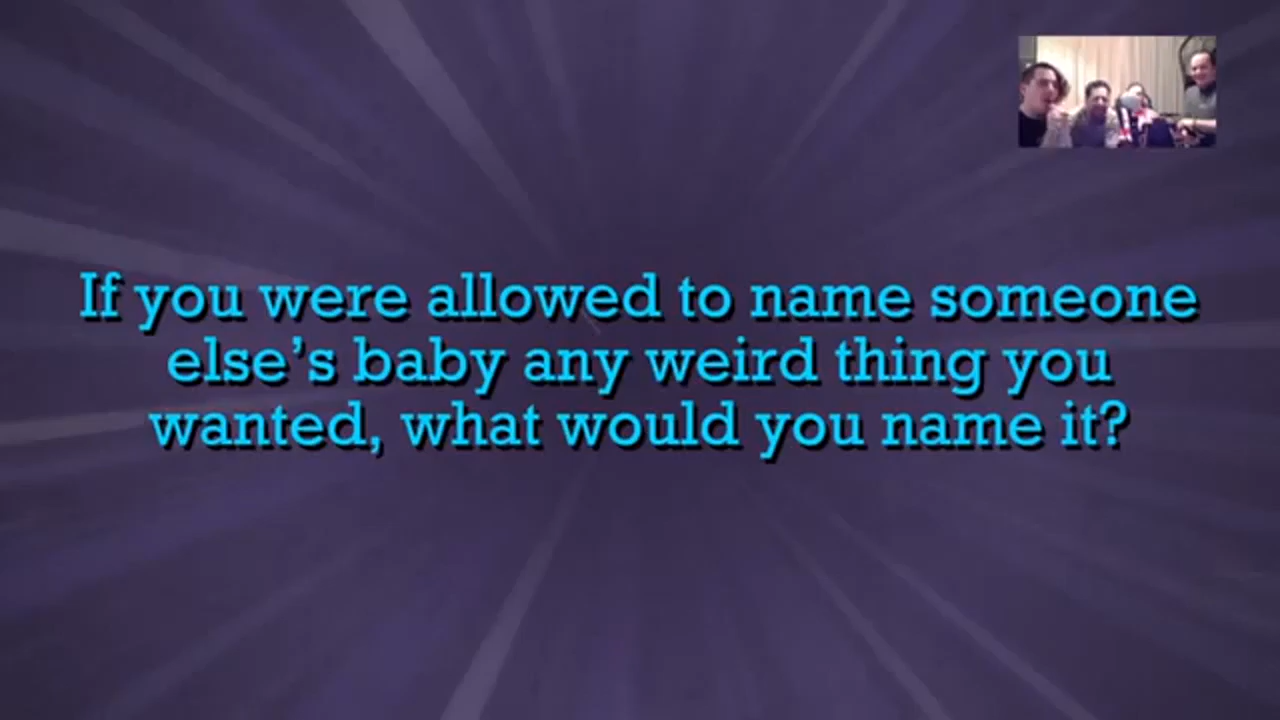 If you were allowed to name someone
else’s baby any weird thing you
wanted, what would you name it?